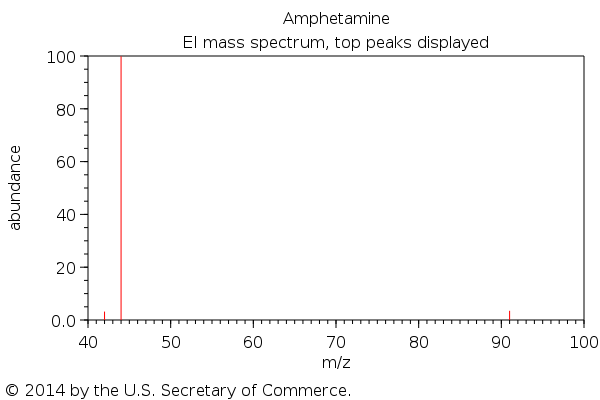 Amphetamine
EI mass spectrum, top peaks displayed
100
80
60
40
20
0.0
abundance
40 50 60 70 80 90 100
m/z
© 2014 by the U.S. Secretary of Commerce.